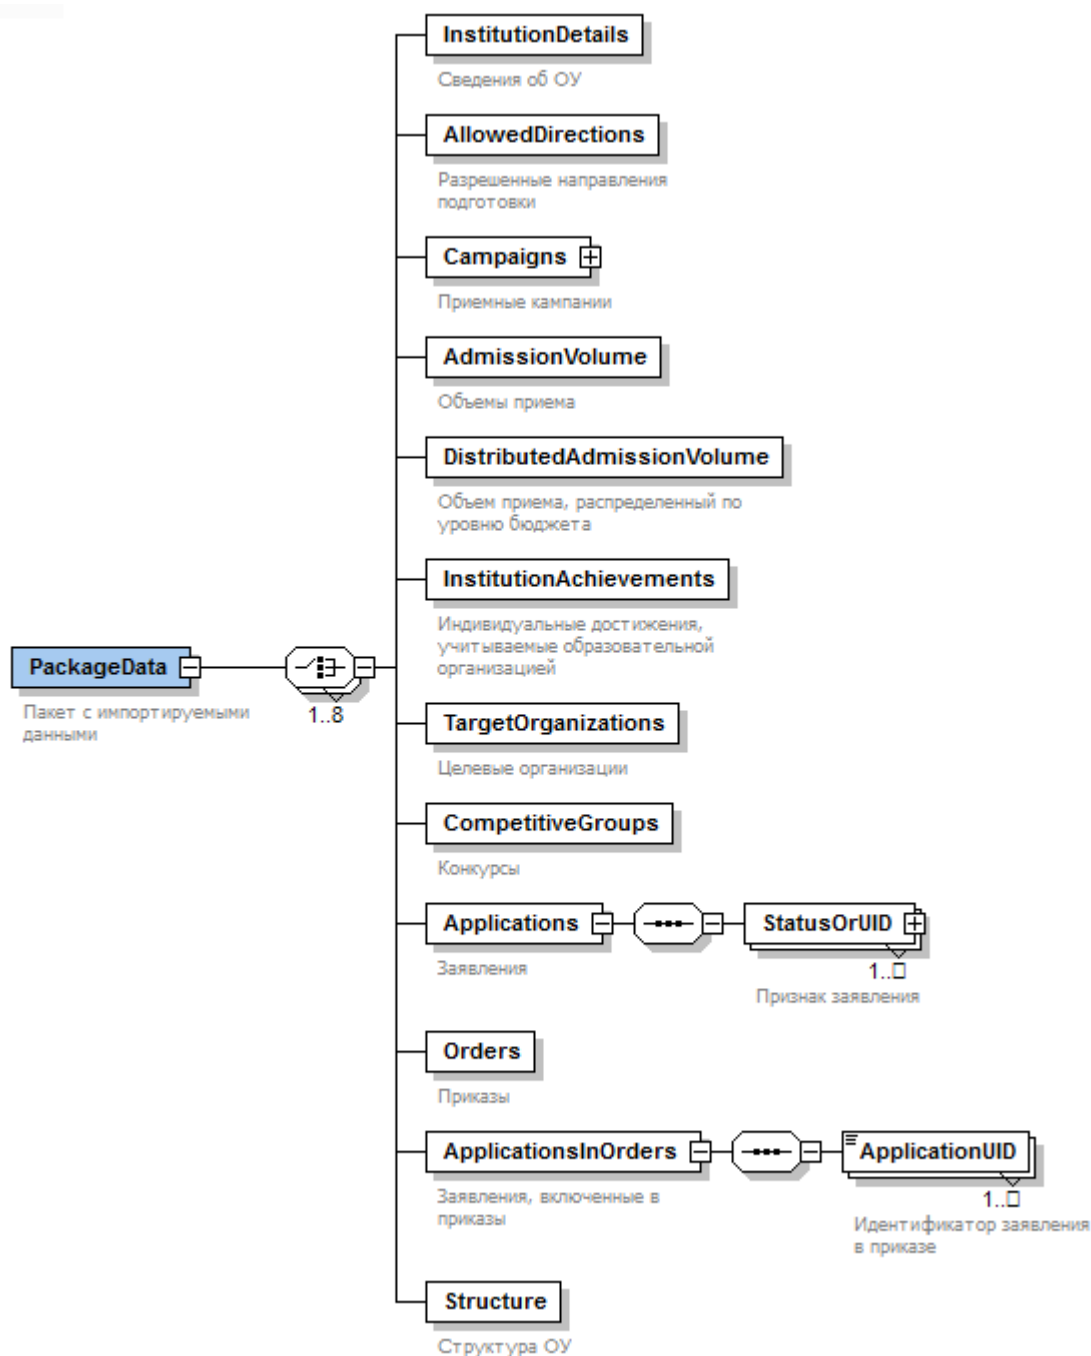 InstitutionDetails
Сведения об ОУ
AllowedDirections
Разрешенные направления
подготовки
Campaigns
Приемные кампании
AdmissionVolume
Объемы приема
DistributedAdmissionVolume
Объем приема, распределенный по
уровню бюджета
InstitutionAchievements
Индивидуальные достижения,
учитываемые образовательной
организацией
PackageData
Пакет с импортируемыми
данными
1..8
TargetOrganizations
Целевые организации
CompetitiveGroups
Конкурсы
Applications
Заявления
StatusOrUID
1..□
Признак заявления
Orders
Приказы
ApplicationsInOrders
Заявления, включенные в
приказы
ApplicationUID
1..□
Идентификатор заявления
в приказе
Structure
Структура ОУ